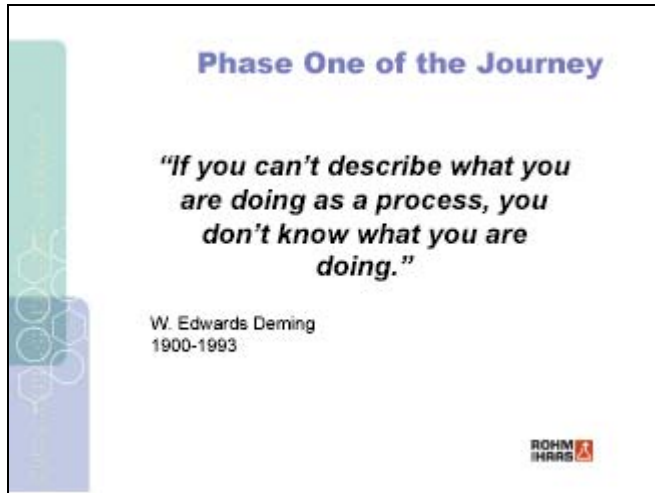 Phase One of the Journey
“If you can’t describe what you
are doing as a process, you
don’t know what you are
doing.”
W. Edwards Deming
1900-1993
ROHM
HAAS